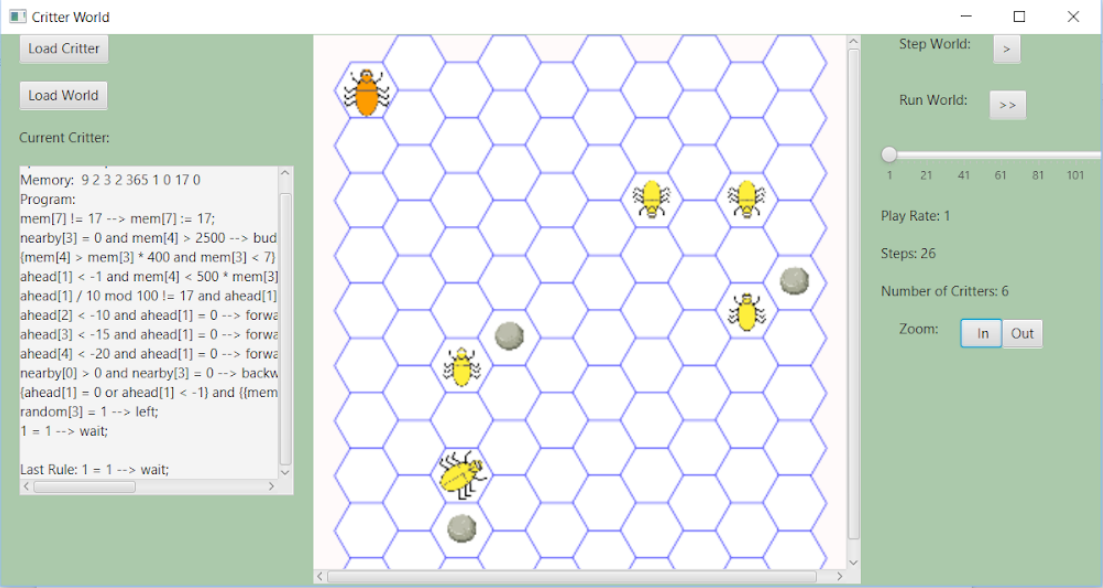 Critter World
Load Critter
Load World
Current Critter:
Memory:  9 2 3 2 365 1 0 17 0
Program:
mem[7] != 17 --> mem[7] := 17;
nearby[3] = 0 and mem[4] > 2500 --> bud
{mem[4] > mem[3] * 400 and mem[3] < 7}
ahead[1] < -1 and mem[4] < 500 * mem[3]
ahead[1] / 10 mod 100 != 17 and ahead[1]
ahead[2] < -10 and ahead[1] = 0 --> forwa
ahead[3] < -15 and ahead[1] = 0 --> forwa
ahead[4] < -20 and ahead[1] = 0 --> forwa
nearby[0] > 0 and nearby[3] = 0 --> backw
{ahead[1] = 0 or ahead[1] < -1} and {{mem
random[3] = 1 --> left;
1 = 1 --> wait;
Last Rule: 1 = 1 --> wait;
Step World: >
Run World: >>
1 21 41 61 81 101
Play Rate: 1
Steps: 26
Number of Critters: 6
Zoom: In Out